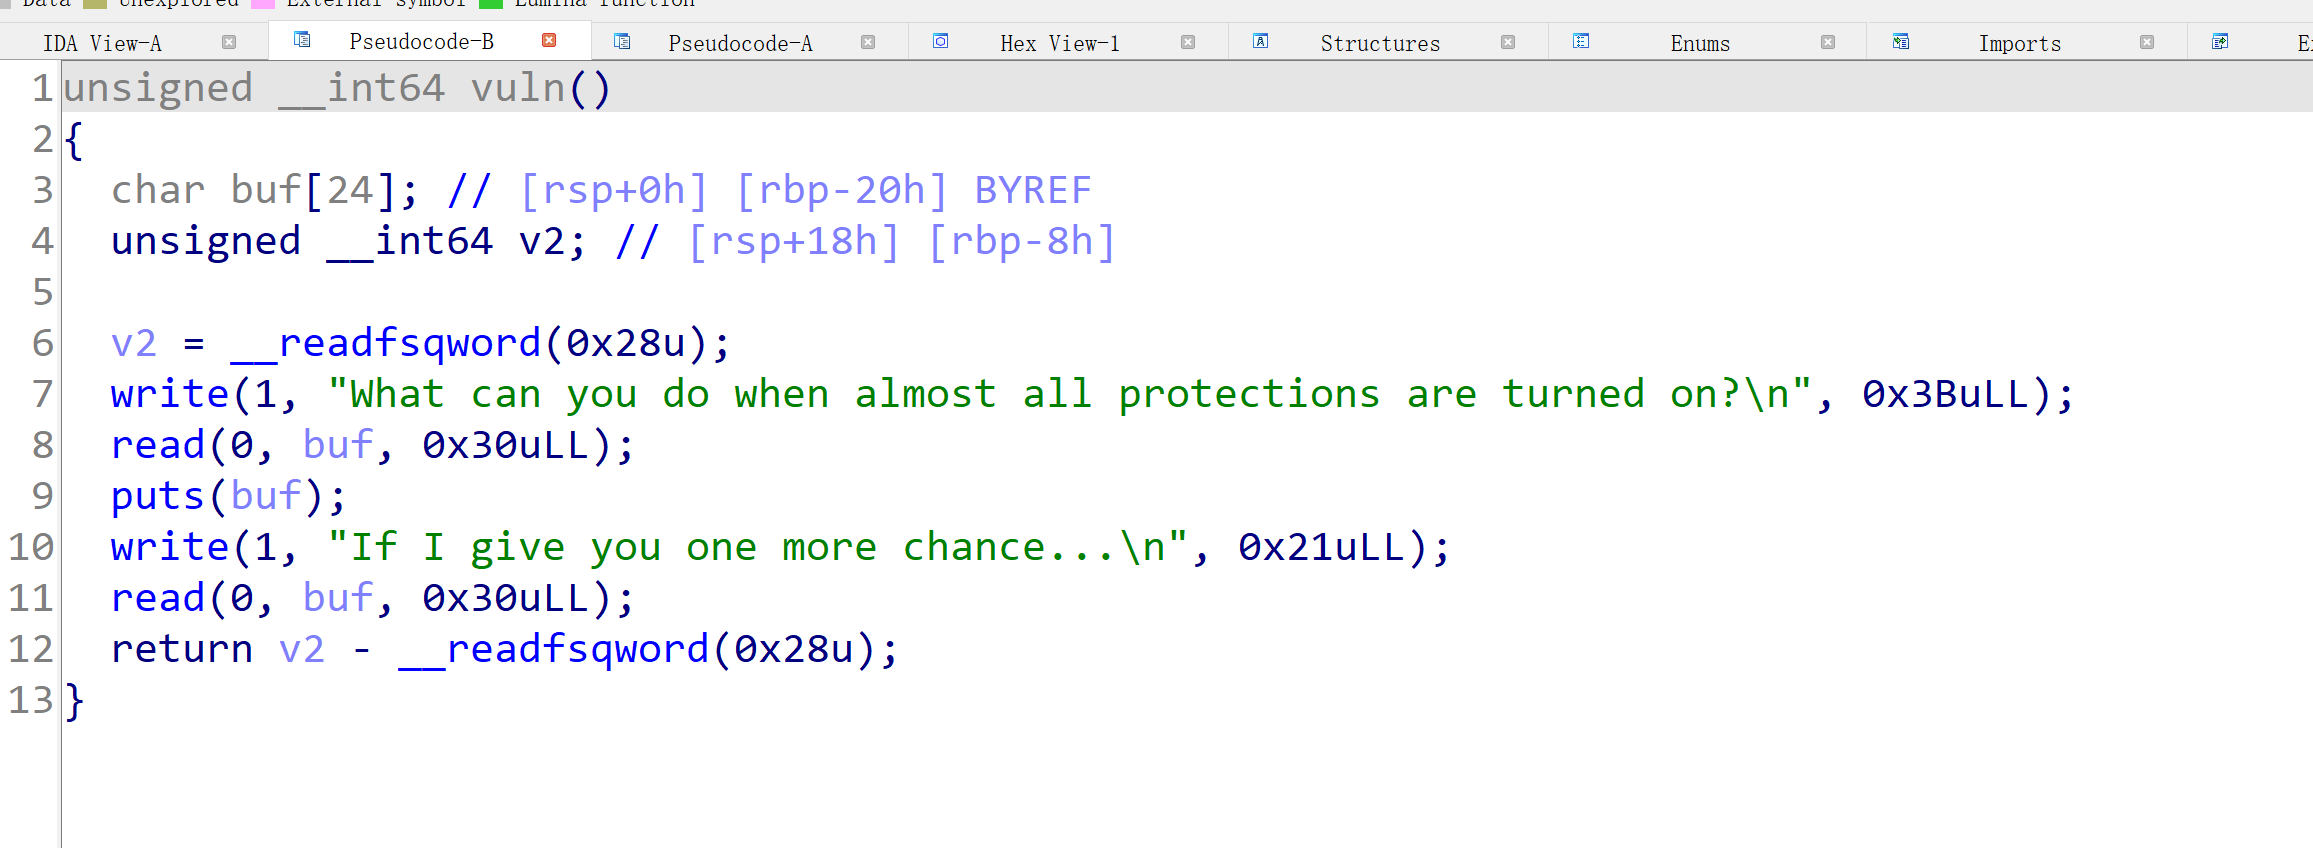 Data Unexplored External symbol Lumina function
IDA View-A Pseudocode-B Pseudocode-A Hex View-1 Structures Enums Imports
1 unsigned __int64 vuln()
2 {
3 char buf[24]; // [rsp+0h] [rbp-20h] BYREF
4 unsigned __int64 v2; // [rsp+18h] [rbp-8h]
5
6 v2 = __readfsqword(0x28u);
7 write(1, "What can you do when almost all protections are turned on?\n", 0x3BuLL);
8 read(0, buf, 0x30uLL);
9 puts(buf);
10 write(1, "If I give you one more chance...\n", 0x21uLL);
11 read(0, buf, 0x30uLL);
12 return v2 - __readfsqword(0x28u);
13 }